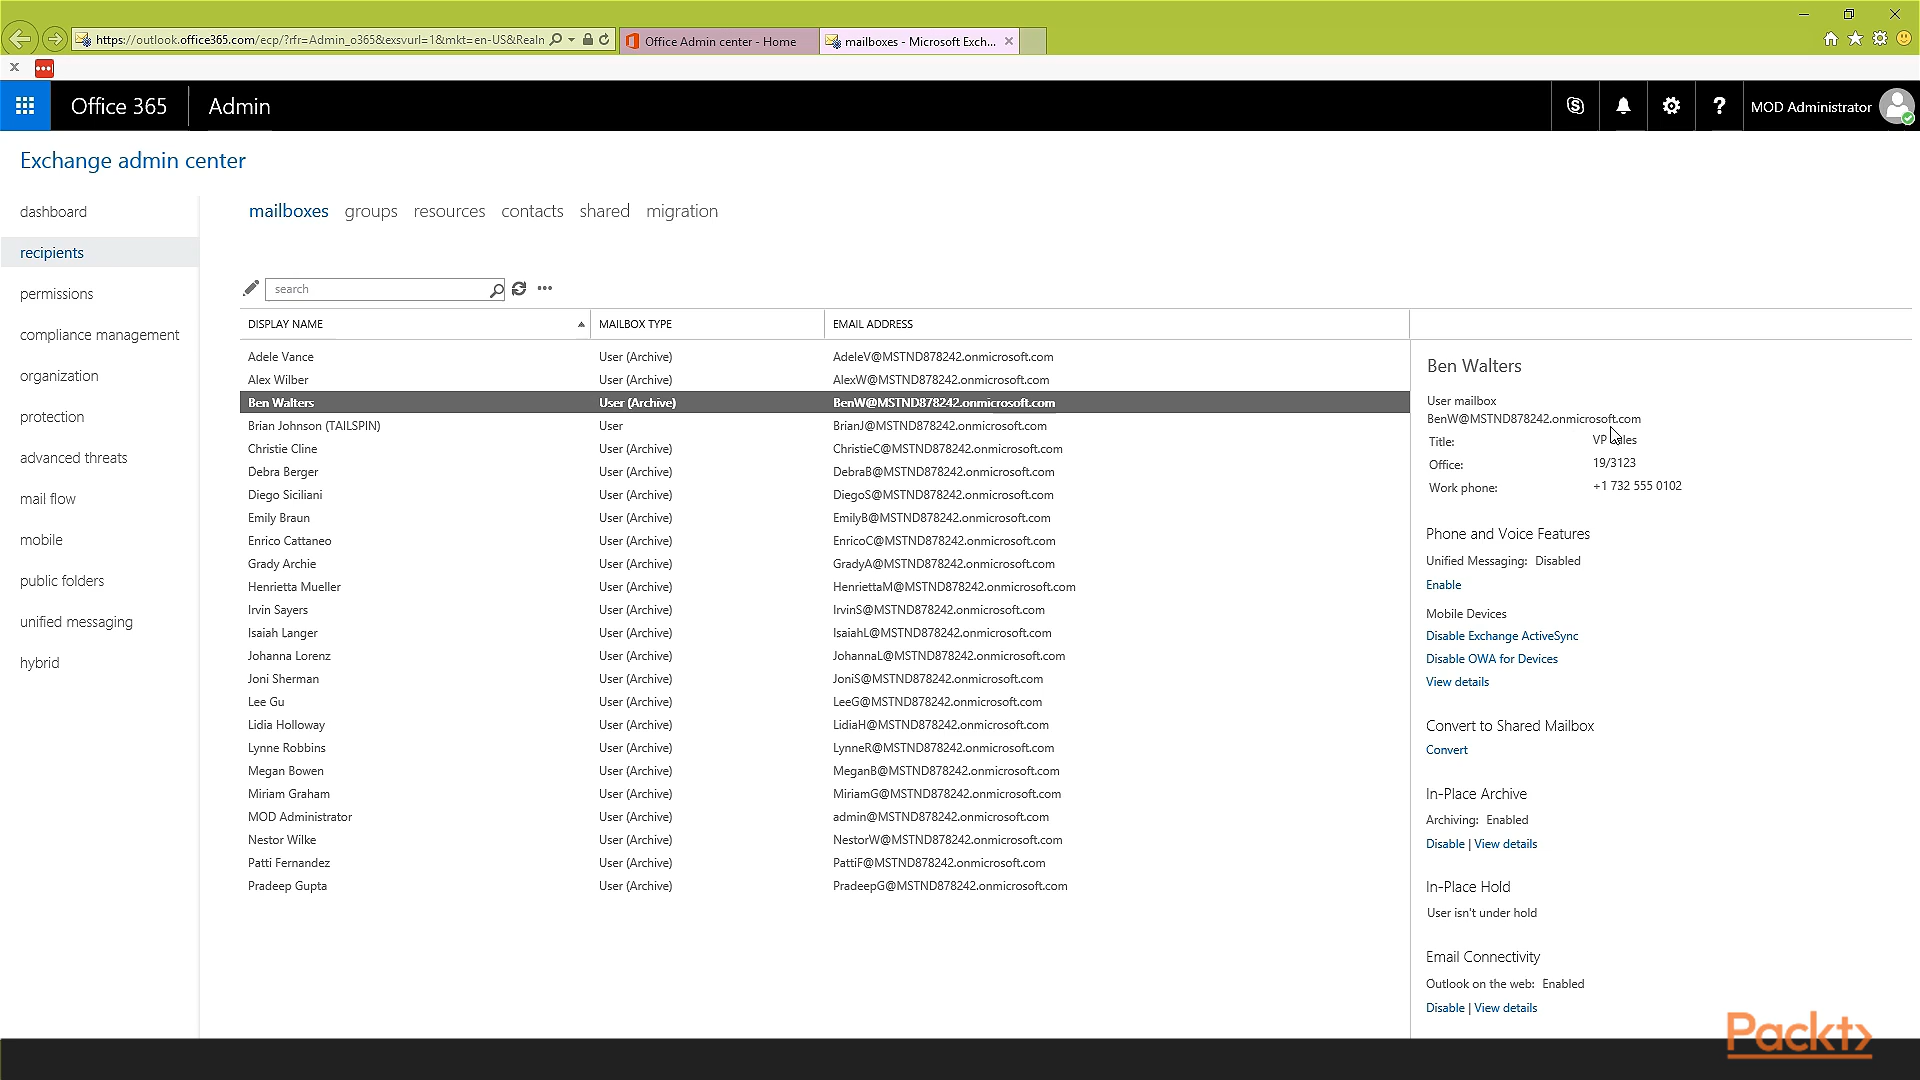 https://outlook.office365.com/ecp/?rfr=Admin_o365&exsvurl=1&mkt=en-US&Realm
Office Admin center - Home
mailboxes - Microsoft Exch...
Office 365
Admin
MOD Administrator
Exchange admin center
dashboard
recipients
permissions
compliance management
organization
protection
advanced threats
mail flow
mobile
public folders
unified messaging
hybrid
mailboxes groups resources contacts shared migration
search
DISPLAY NAME MAILBOX TYPE EMAIL ADDRESS
Adele Vance User (Archive) AdeleV@MSTND878242.onmicrosoft.com
Alex Wilber User (Archive) AlexW@MSTND878242.onmicrosoft.com
Ben Walters User (Archive) BenW@MSTND878242.onmicrosoft.com
Brian Johnson (TAILSPIN) User BrianJ@MSTND878242.onmicrosoft.com
Christie Cline User (Archive) ChristieC@MSTND878242.onmicrosoft.com
Debra Berger User (Archive) DebraB@MSTND878242.onmicrosoft.com
Diego Siciliani User (Archive) DiegoS@MSTND878242.onmicrosoft.com
Emily Braun User (Archive) EmilyB@MSTND878242.onmicrosoft.com
Enrico Cattaneo User (Archive) EnricoC@MSTND878242.onmicrosoft.com
Grady Archie User (Archive) GradyA@MSTND878242.onmicrosoft.com
Henrietta Mueller User (Archive) HenriettaM@MSTND878242.onmicrosoft.com
Irvin Sayers User (Archive) IrvinS@MSTND878242.onmicrosoft.com
Isaiah Langer User (Archive) IsaiahL@MSTND878242.onmicrosoft.com
Johanna Lorenz User (Archive) JohannaL@MSTND878242.onmicrosoft.com
Joni Sherman User (Archive) JoniS@MSTND878242.onmicrosoft.com
Lee Gu User (Archive) LeeG@MSTND878242.onmicrosoft.com
Lidia Holloway User (Archive) LidiaH@MSTND878242.onmicrosoft.com
Lynne Robbins User (Archive) LynneR@MSTND878242.onmicrosoft.com
Megan Bowen User (Archive) MeganB@MSTND878242.onmicrosoft.com
Miriam Graham User (Archive) MiriamG@MSTND878242.onmicrosoft.com
MOD Administrator User (Archive) admin@MSTND878242.onmicrosoft.com
Nestor Wilke User (Archive) NestorW@MSTND878242.onmicrosoft.com
Patti Fernandez User (Archive) PattiF@MSTND878242.onmicrosoft.com
Pradeep Gupta User (Archive) PradeepG@MSTND878242.onmicrosoft.com
Ben Walters
User mailbox
BenW@MSTND878242.onmicrosoft.com
Title: VP Sales
Office: 19/3123
Work phone: +1 732 555 0102
Phone and Voice Features
Unified Messaging: Disabled
Enable
Mobile Devices
Disable Exchange ActiveSync
Disable OWA for Devices
View details
Convert to Shared Mailbox
Convert
In-Place Archive
Archiving: Enabled
Disable | View details
In-Place Hold
User isn't under hold
Email Connectivity
Outlook on the web: Enabled
Disable | View details
Packt>